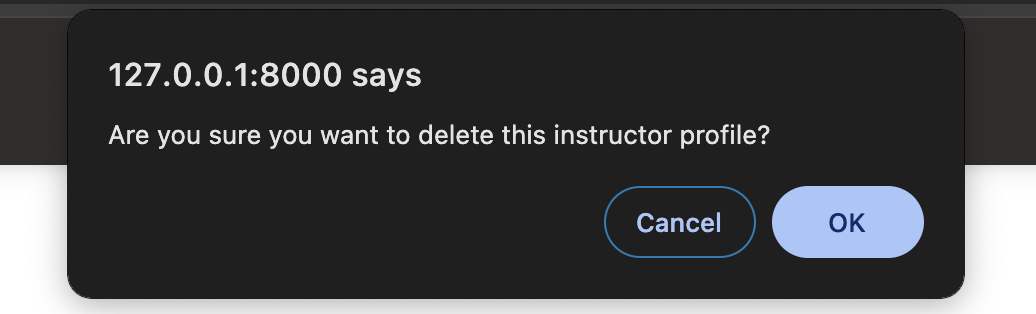 127.0.0.1:8000 says
Are you sure you want to delete this instructor profile?
Cancel
OK